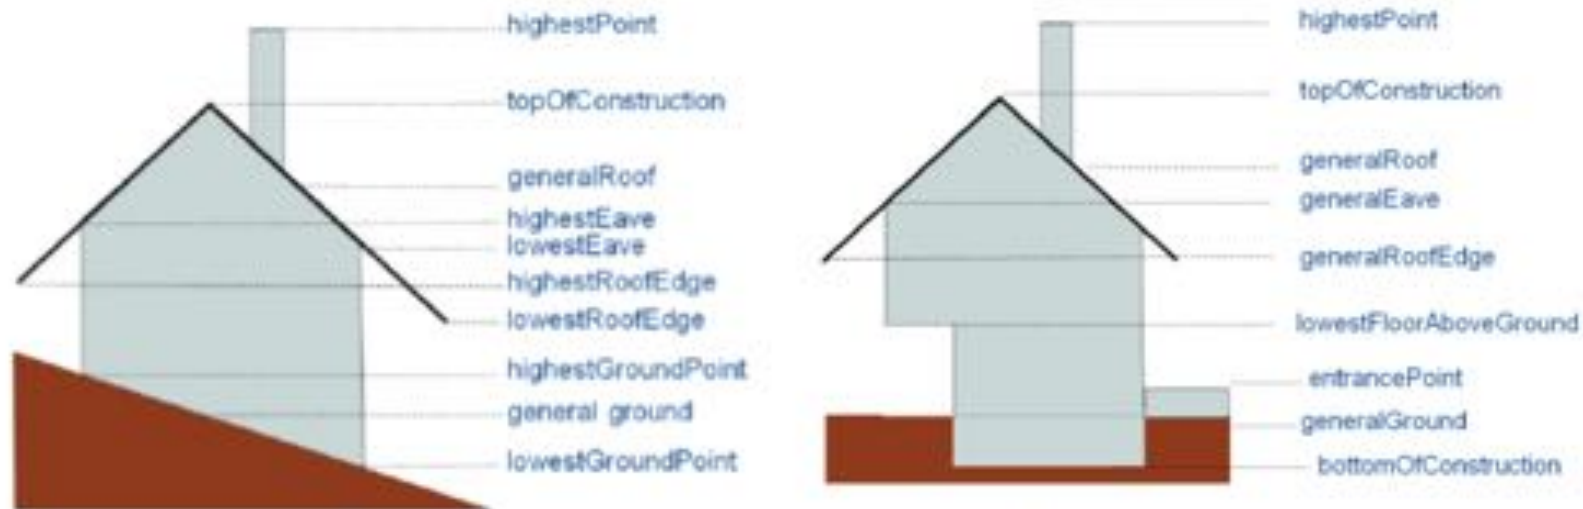 highestPoint
topOfConstruction
generalRoof
highestEave
lowestEave
highestRoofEdge
lowestRoofEdge
highestGroundPoint
general ground
lowestGroundPoint
highestPoint
topOfConstruction
generalRoof
generalEave
generalRoofEdge
lowestFloorAboveGround
entrancePoint
generalGround
bottomOfConstruction